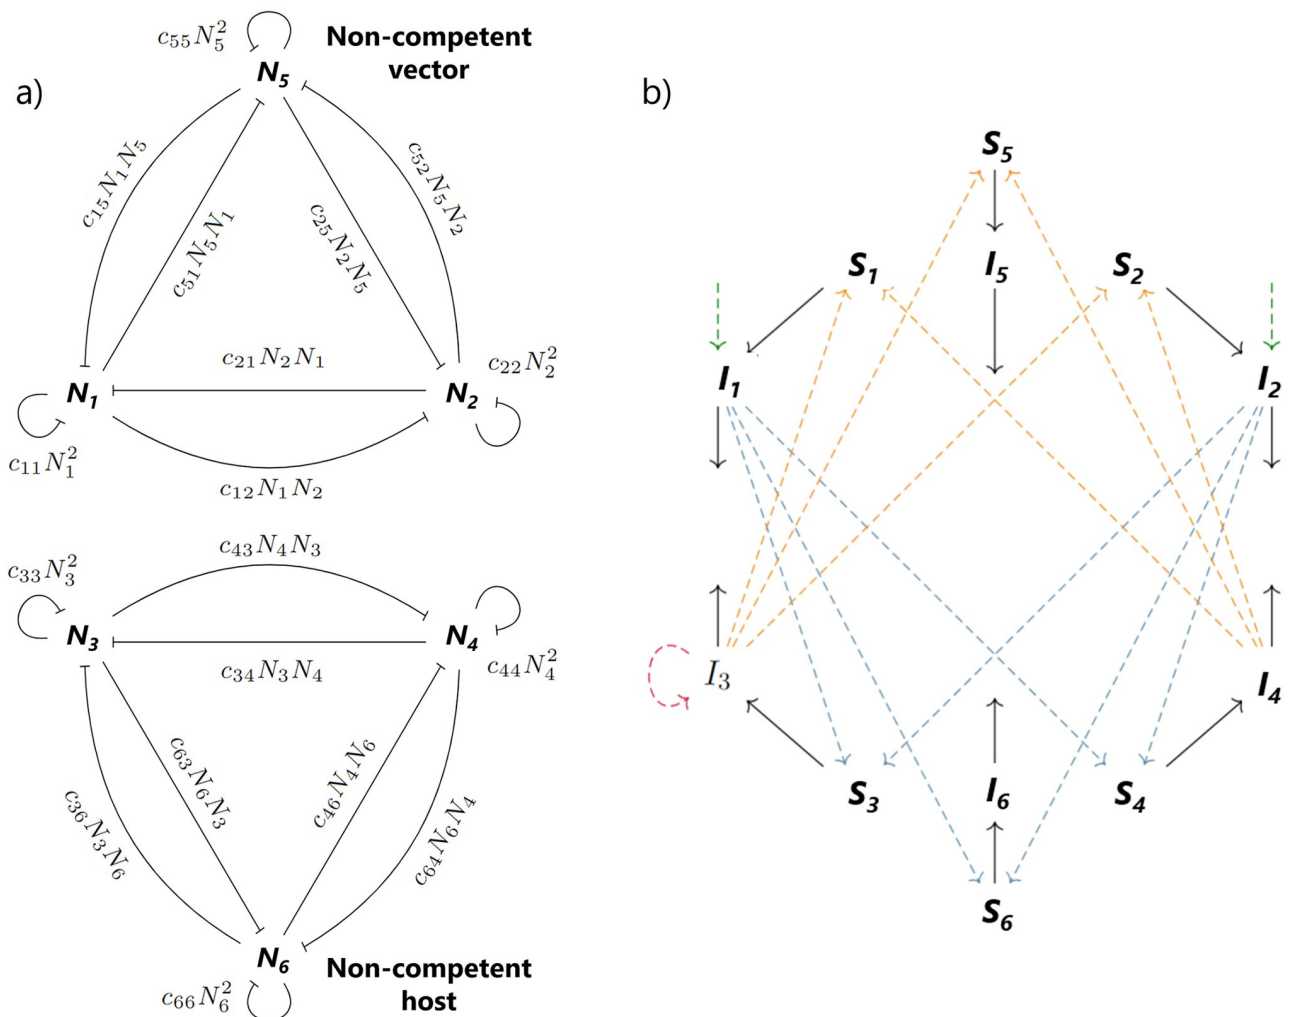 a)
c₅₅N₅²
Non-competent
vector
N₅
c₁₅N₁N₅
c₅₁N₅N₁
c₂₅N₂N₅
c₅₂N₅N₂
c₂₁N₂N₁
c₂₂N₂²
N₁
N₂
c₁₁N₁²
c₁₂N₁N₂
c₄₃N₄N₃
c₃₃N₃²
N₃
N₄
c₃₄N₃N₄
c₄₄N₄²
c₆₃N₆N₃
c₄₆N₄N₆
c₃₆N₃N₆
c₆₄N₆N₄
N₆
Non-competent
host
c₆₆N₆²
b)
S₅
S₁
I₅
S₂
I₁
I₂
I₃
I₄
S₃
I₆
S₄
S₆